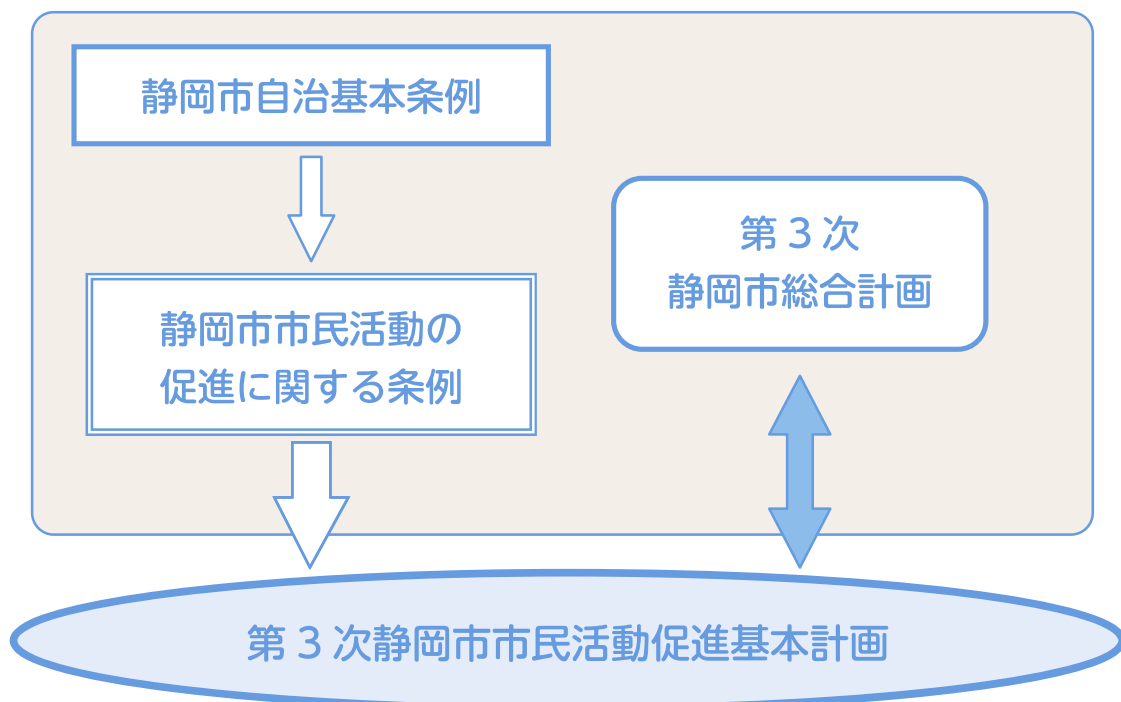 静岡市自治基本条例
静岡市市民活動の
促進に関する条例
第3次
静岡市総合計画
第3次静岡市市民活動促進基本計画